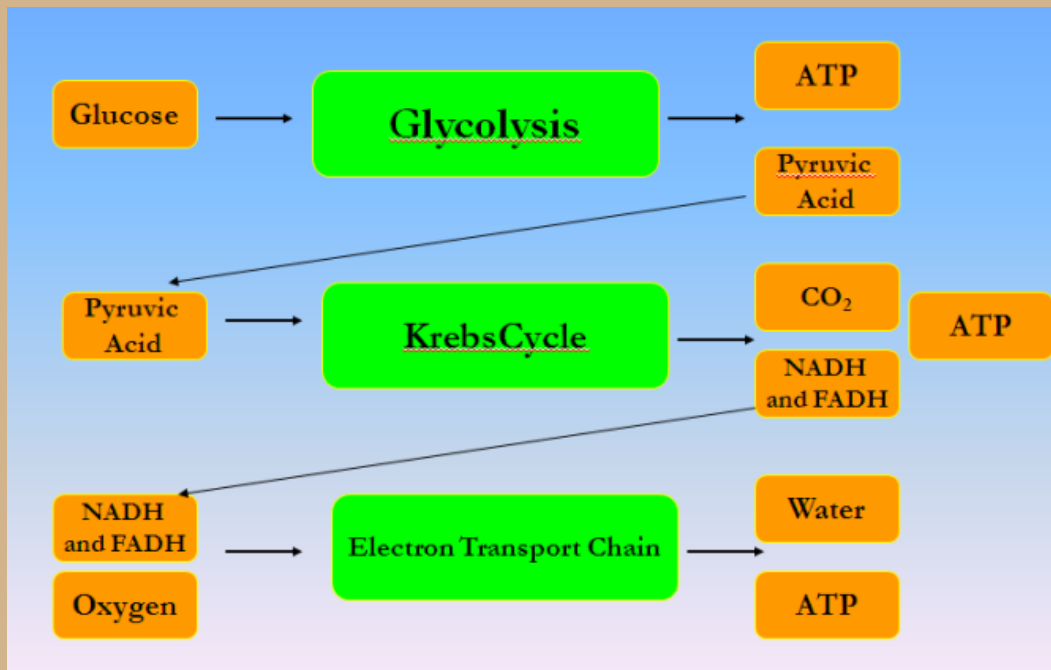 Glucose
Glycolysis
ATP
Pyruvic
Acid
Pyruvic
Acid
KrebsCycle
CO₂
ATP
NADH
and FADH
NADH
and FADH
Oxygen
Electron Transport Chain
Water
ATP